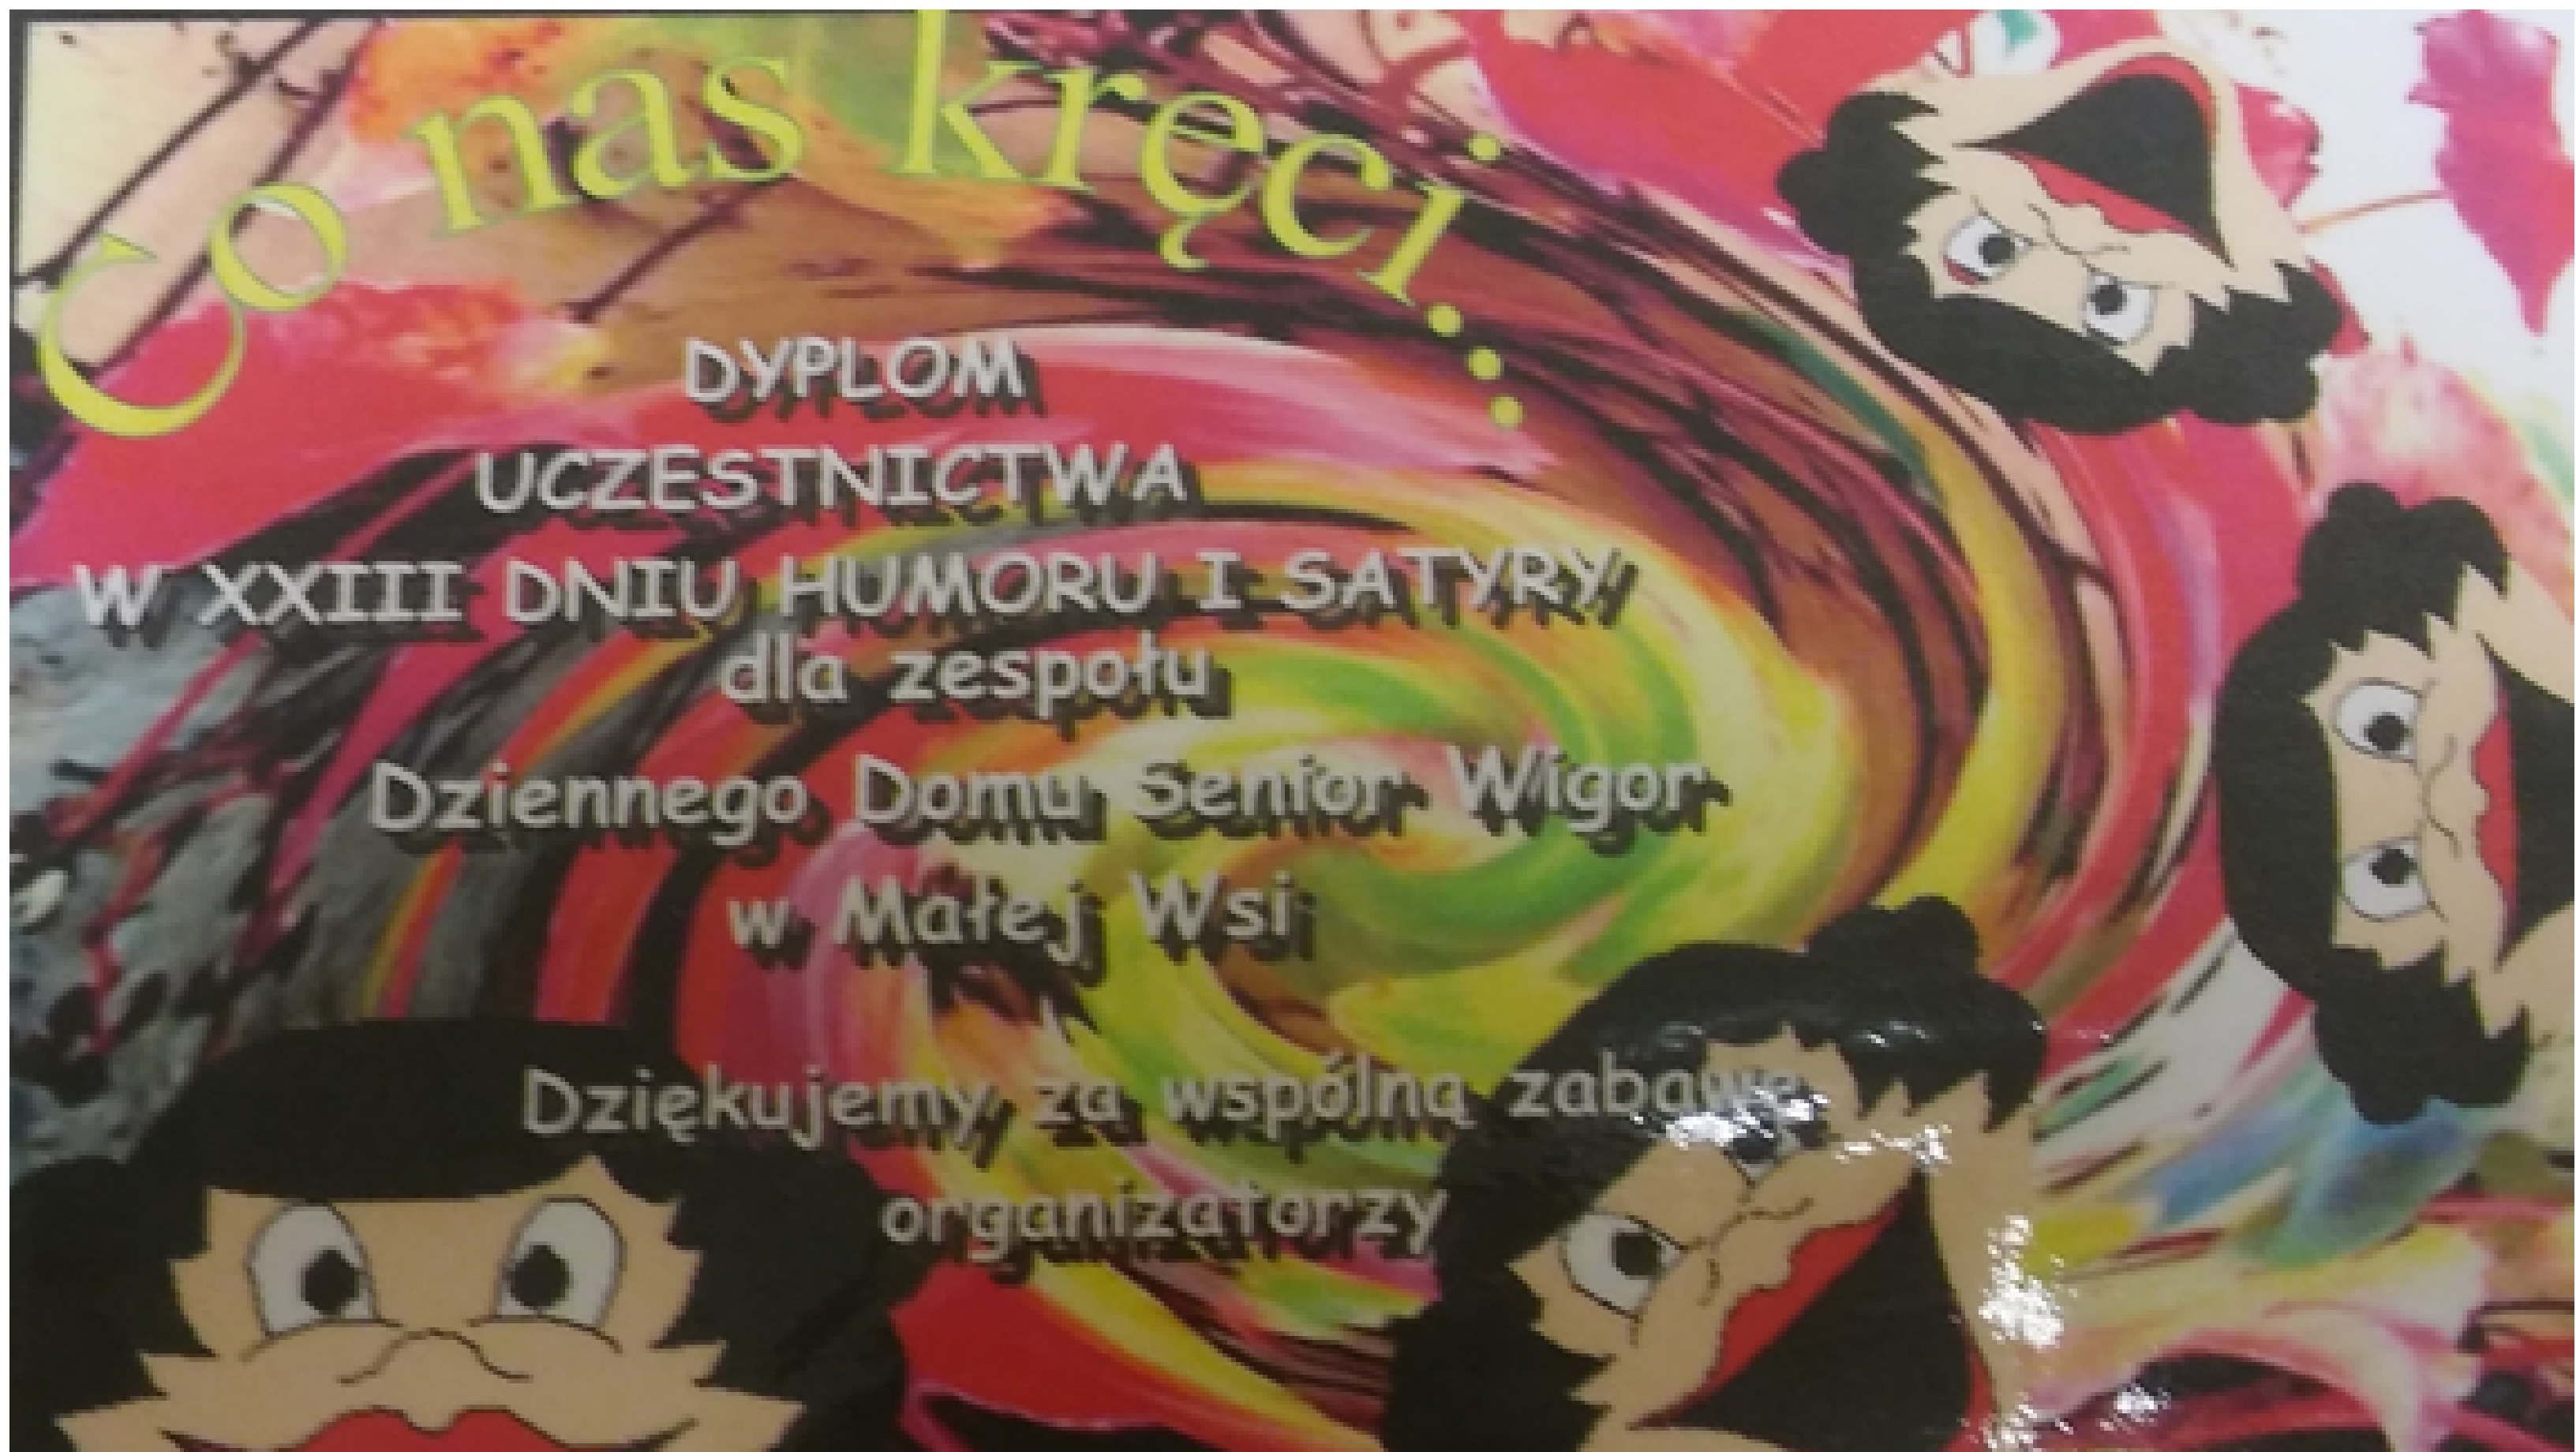 Co nas kręci...
DYPLOM
UCZESTNICTWA
W XXIII DNIU HUMORU I SATYRY
dla zespołu
Dziennego Domu Senior Wigor
w Małej Wsi
Dziękujemy za wspólną zabawę
organizatorzy